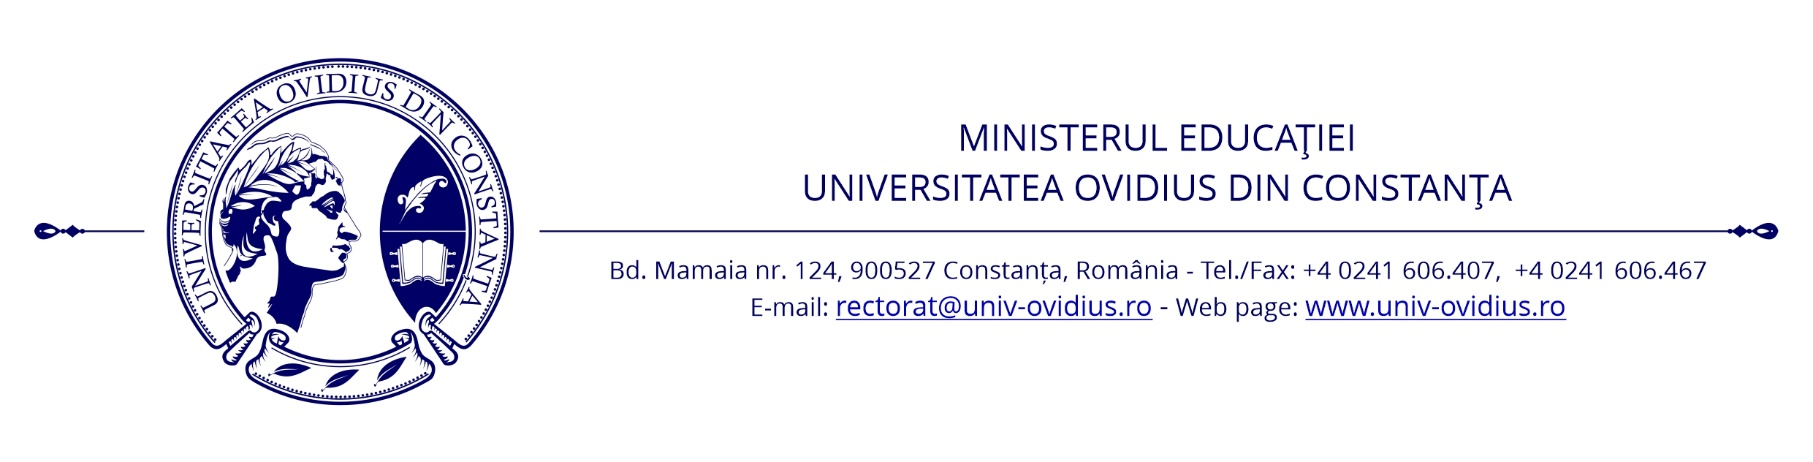 UNIVERSITATEA OVIDIUS DIN CONSTANȚA
MINISTERUL EDUCAŢIEI
UNIVERSITATEA OVIDIUS DIN CONSTANŢA
Bd. Mamaia nr. 124, 900527 Constanța, România - Tel./Fax: +4 0241 606.407,  +4 0241 606.467
E-mail: rectorat@univ-ovidius.ro - Web page: www.univ-ovidius.ro